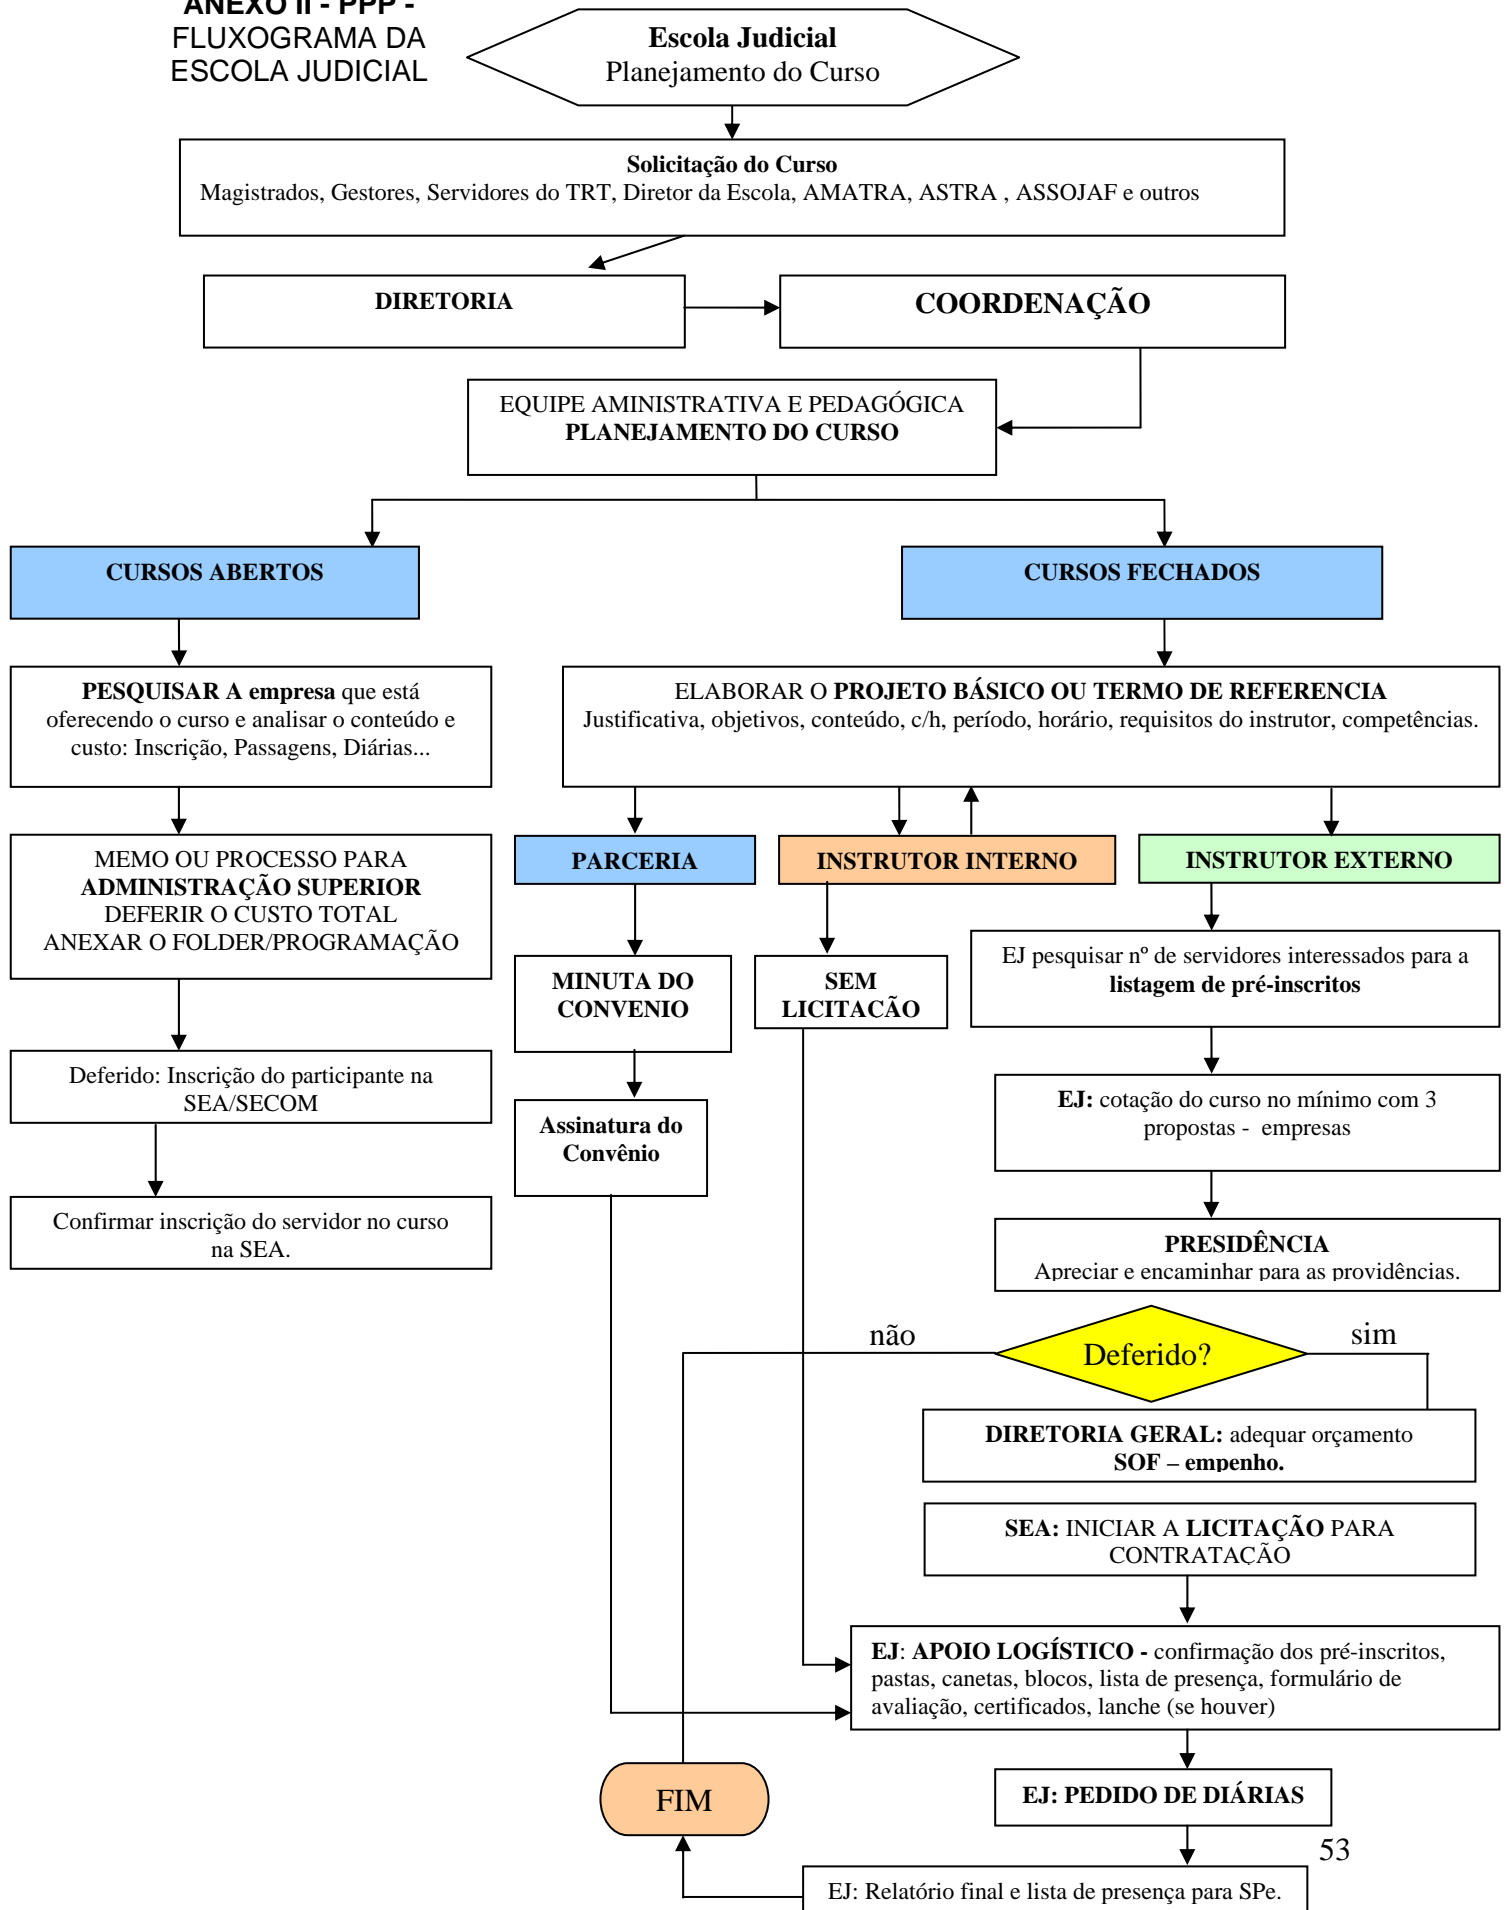 ANEXO II - PPP -
FLUXOGRAMA DA
ESCOLA JUDICIAL
Escola Judicial
Planejamento do Curso
Solicitação do Curso
Magistrados, Gestores, Servidores do TRT, Diretor da Escola, AMATRA, ASTRA , ASSOJAF e outros
DIRETORIA
COORDENAÇÃO
EQUIPE AMINISTRATIVA E PEDAGÓGICA
PLANEJAMENTO DO CURSO
CURSOS ABERTOS
CURSOS FECHADOS
PESQUISAR A empresa que está
oferecendo o curso e analisar o conteúdo e
custo: Inscrição, Passagens, Diárias...
ELABORAR O PROJETO BÁSICO OU TERMO DE REFERENCIA
Justificativa, objetivos, conteúdo, c/h, período, horário, requisitos do instrutor, competências.
MEMO OU PROCESSO PARA
ADMINISTRAÇÃO SUPERIOR
DEFERIR O CUSTO TOTAL
ANEXAR O FOLDER/PROGRAMAÇÃO
PARCERIA
INSTRUTOR INTERNO
INSTRUTOR EXTERNO
MINUTA DO
CONVENIO
SEM
LICITACÃO
EJ pesquisar nº de servidores interessados para a
listagem de pré-inscritos
Deferido: Inscrição do participante na
SEA/SECOM
Assinatura do
Convênio
EJ: cotação do curso no mínimo com 3
propostas - empresas
Confirmar inscrição do servidor no curso
na SEA.
PRESIDÊNCIA
Apreciar e encaminhar para as providências.
não
Deferido?
sim
DIRETORIA GERAL: adequar orçamento
SOF – empenho.
SEA: INICIAR A LICITAÇÃO PARA
CONTRATACÃO
EJ: APOIO LOGÍSTICO - confirmação dos pré-inscritos,
pastas, canetas, blocos, lista de presença, formulário de
avaliação, certificados, lanche (se houver)
FIM
EJ: PEDIDO DE DIÁRIAS
53
EJ: Relatório final e lista de presença para SPe.